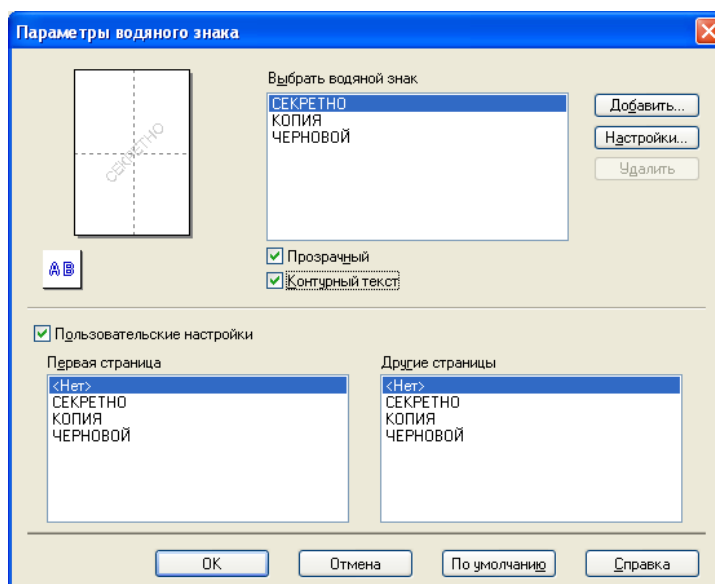 Параметры водяного знака
СЕКРЕТНО
AB
Выбрать водяной знак
СЕКРЕТНО
КОПИЯ
ЧЕРНОВОЙ
Добавить...
Настройки...
Удалить
Прозрачный
Контурный текст
Пользовательские настройки
Первая страница
<Нет>
СЕКРЕТНО
КОПИЯ
ЧЕРНОВОЙ
Другие страницы
<Нет>
СЕКРЕТНО
КОПИЯ
ЧЕРНОВОЙ
OK
Отмена
По умолчанию
Справка